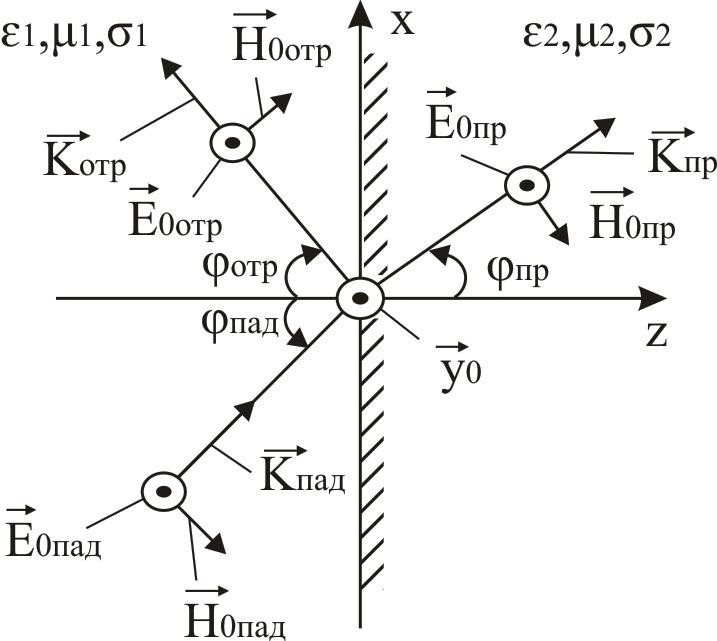 ε1,μ1,σ1
x
ε2,μ2,σ2
H0отр
E0пр
Kотр
Kпр
E0отр
H0пр
φотр
φпр
φпад
z
y0
Kпад
E0пад
H0пад